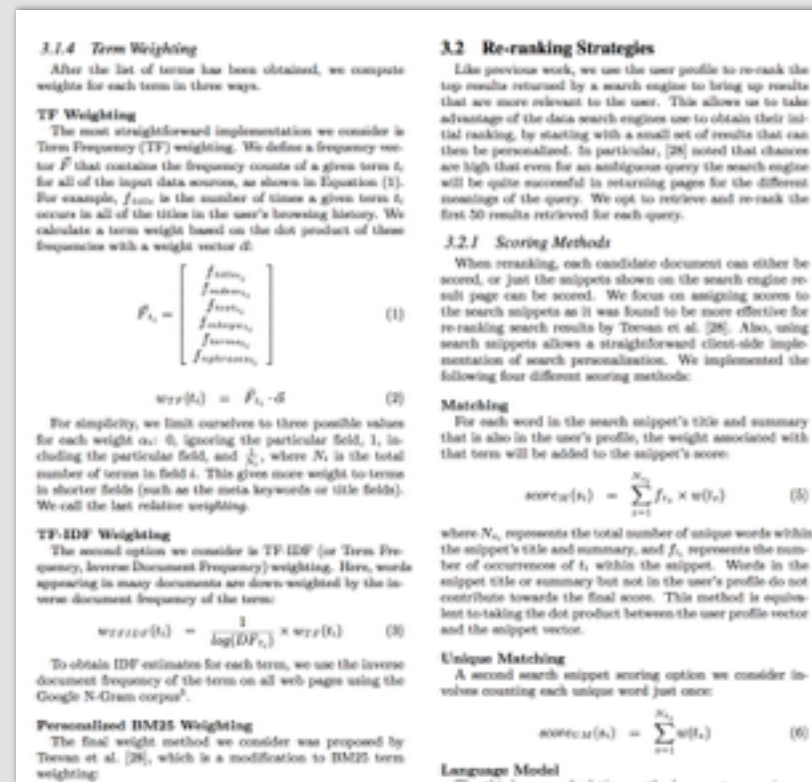 3.1.4 Term Weighting
After the list of terms has been obtained, we compute
weights for each term in three ways.
TF Weighting
The most straightforward implementation we consider is
Term Frequency (TF) weighting. We define a frequency vec-
tor F⃗ that contains the frequency counts of a given term tᵢ
for all of the input data sources, as shown in Equation (1).
For example, f_title is the number of times a given term tᵢ
occurs in all of the titles in the user's browsing history. We
calculate a term weight based on the dot product of these
frequencies with a weight vector α⃗:
(1)
w_TF(tᵢ) = F⃗_tᵢ · α⃗ (2)
For simplicity, we limit ourselves to three possible values
for each weight αᵢ: 0, ignoring the particular field, 1, in-
cluding the particular field, and 1/Nᵢ, where Nᵢ is the total
number of terms in field i. This gives more weight to terms
in shorter fields (such as the meta keywords or title fields).
We call the last relative weighting.
TF-IDF Weighting
The second option we consider is TF-IDF (or Term Fre-
quency, Inverse Document Frequency) weighting. Here, words
appearing in many documents are down-weighted by the in-
verse document frequency of the term:
w_TFIDF(tᵢ) = 1/log(DF_tᵢ) × w_TF(tᵢ) (3)
To obtain IDF estimates for each term, we use the inverse
document frequency of the term on all web pages using the
Google N-Gram corpus
Personalized BM25 Weighting
The final weight method we consider was proposed by
Teevan et al. [28], which is a modification to BM25 term
weighting:
3.2 Re-ranking Strategies
Like previous work, we use the user profile to re-rank the
top results returned by a search engine to bring up results
that are more relevant to the user. This allows us to take
advantage of the data search engines use to obtain their ini-
tial ranking, by starting with a small set of results that can
then be personalized. In particular, [28] noted that chances
are high that even for an ambiguous query the search engine
will be quite successful in returning pages for the different
meanings of the query. We opt to retrieve and re-rank the
first 50 results retrieved for each query.
3.2.1 Scoring Methods
When reranking, each candidate document can either be
scored, or just the snippets shown on the search engine re-
sult page can be scored. We focus on assigning scores to
the search snippets as it was found to be more effective for
re-ranking search results by Teevan et al. [28]. Also, using
search snippets allows a straightforward client-side imple-
mentation of search personalization. We implemented the
following four different scoring methods:
Matching
For each word in the search snippet's title and summary
that is also in the user's profile, the weight associated with
that term will be added to the snippet's score:
(5)
represents the total number of unique words within
the snippet's title and summary, and represents the num-
ber of occurrences of within the snippet. Words in the
snippet title or summary but not in the user's profile do not
contribute towards the final score. This method is equiva-
lent to taking the dot product between the user profile vector
and the snippet vector.
Unique Matching
A second search snippet scoring option we consider in-
volves counting each unique word just once:
(6)
Language Model